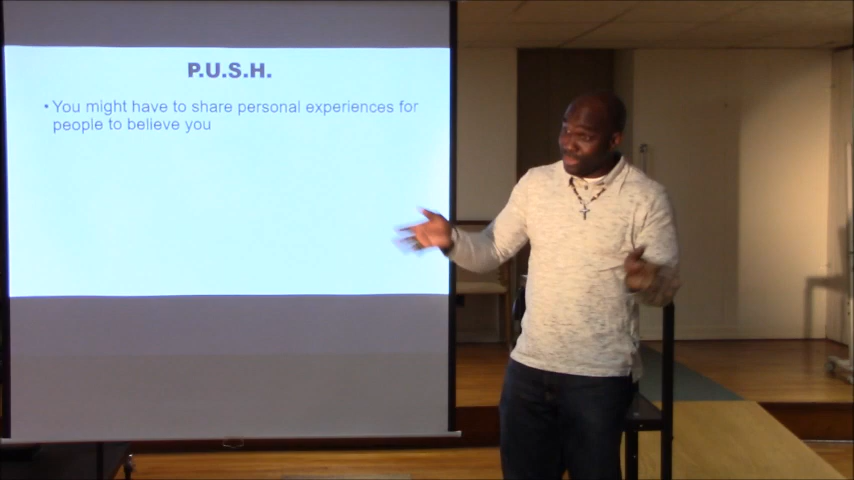 P.U.S.H.
• You might have to share personal experiences for
people to believe you